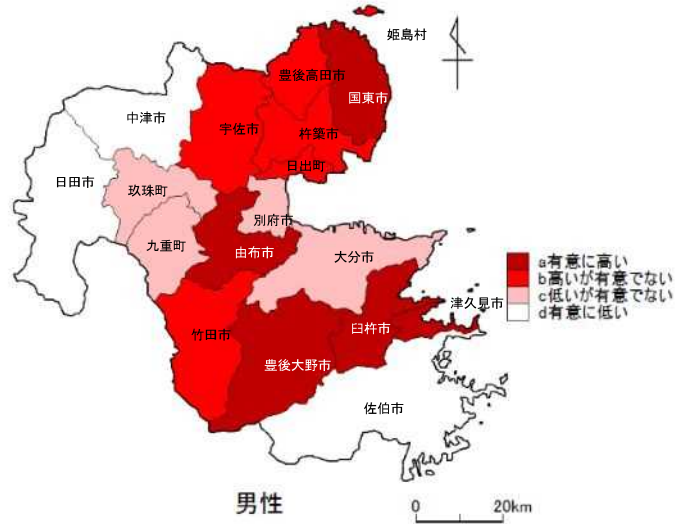 姫島村
豊後高田市
国東市
中津市
宇佐市
杵築市
日出町
日田市
玖珠町
別府市
九重町
由布市
大分市
a有意に高い
b高いが有意でない
c低いが有意でない
d有意に低い
津久見市
臼杵市
竹田市
豊後大野市
佐伯市
男性
0 20km